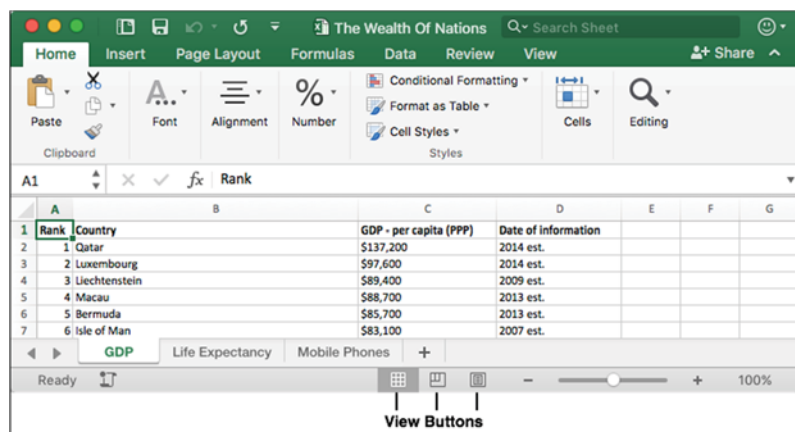 The Wealth Of Nations
Search Sheet
Home Insert Page Layout Formulas Data Review View Share
Paste Font Alignment Number Conditional Formatting Cells Editing
Format as Table
Cell Styles
Clipboard Styles
A1 fx Rank
A B C D E F G
1 Rank Country GDP - per capita (PPP) Date of information
2 1 Qatar $137,200 2014 est.
3 2 Luxembourg $97,600 2014 est.
4 3 Liechtenstein $89,400 2009 est.
5 4 Macau $88,700 2013 est.
6 5 Bermuda $85,700 2013 est.
7 6 Isle of Man $83,100 2007 est.
GDP Life Expectancy Mobile Phones +
Ready - + 100%
View Buttons